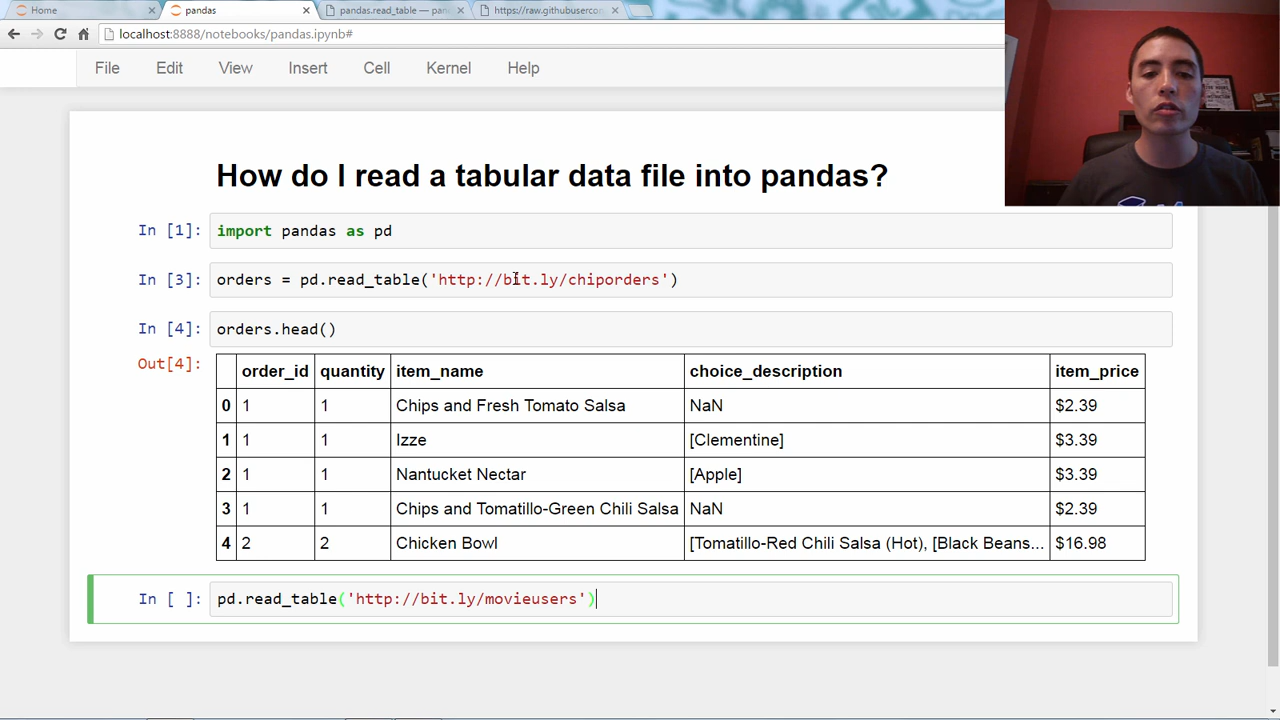 Home
pandas
pandas.read_table — pan
https://raw.githubuserco
localhost:8888/notebooks/pandas.ipynb#
File Edit View Insert Cell Kernel Help
How do I read a tabular data file into pandas?
In [1]: import pandas as pd
In [3]: orders = pd.read_table('http://bit.ly/chiporders')
In [4]: orders.head()
Out[4]:
order_id quantity item_name choice_description item_price
0 1 1 Chips and Fresh Tomato Salsa NaN $2.39
1 1 1 Izze [Clementine] $3.39
2 1 1 Nantucket Nectar [Apple] $3.39
3 1 1 Chips and Tomatillo-Green Chili Salsa NaN $2.39
4 2 2 Chicken Bowl [Tomatillo-Red Chili Salsa (Hot), [Black Beans... $16.98
In [ ]: pd.read_table('http://bit.ly/movieusers')